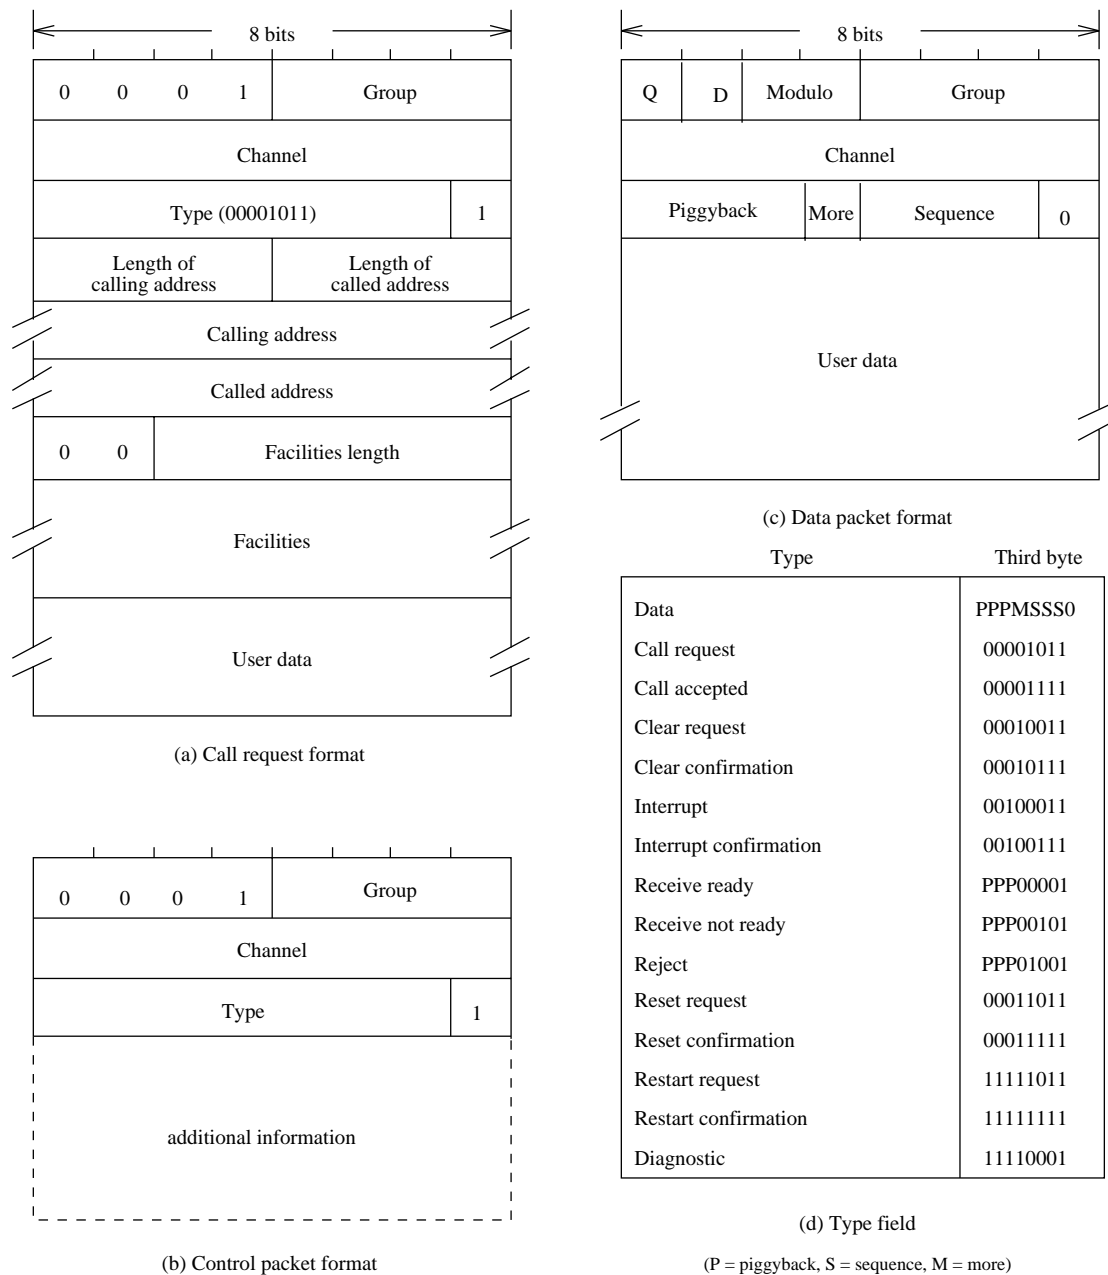 8 bits
0 0 0 1 Group
Channel
Type (00001011) 1
Length of calling address
Length of called address
Calling address
Called address
0 0 Facilities length
Facilities
User data
(a) Call request format
0 0 0 1 Group
Channel
Type 1
additional information
(b) Control packet format
8 bits
Q D Modulo Group
Channel
Piggyback More Sequence 0
User data
(c) Data packet format
Type Third byte
Data PPPMSSS0
Call request 00001011
Call accepted 00001111
Clear request 00010011
Clear confirmation 00010111
Interrupt 00100011
Interrupt confirmation 00100111
Receive ready PPP00001
Receive not ready PPP00101
Reject PPP01001
Reset request 00011011
Reset confirmation 00011111
Restart request 11111011
Restart confirmation 11111111
Diagnostic 11110001
(d) Type field
(P = piggyback, S = sequence, M = more)